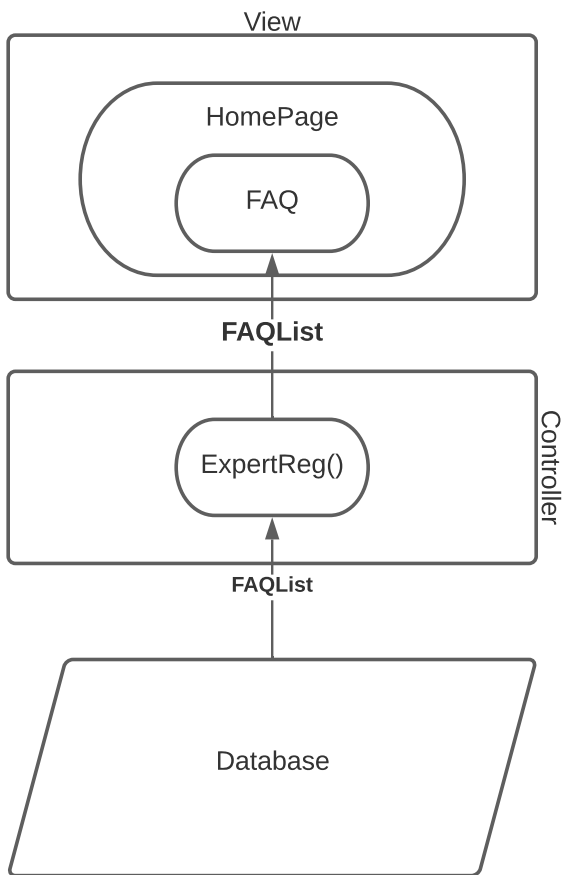 View
HomePage
FAQ
FAQList
ExpertReg()
Controller
FAQList
Database